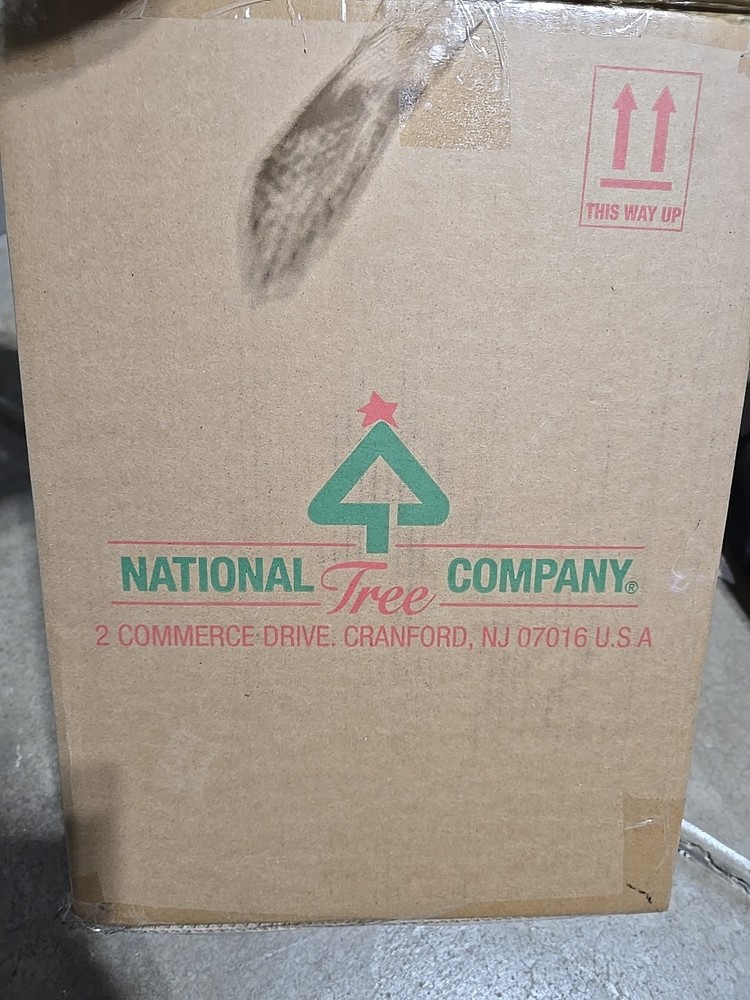 THIS WAY UP
NATIONAL Tree COMPANY®
2 COMMERCE DRIVE. CRANFORD, NJ 07016 U.S.A